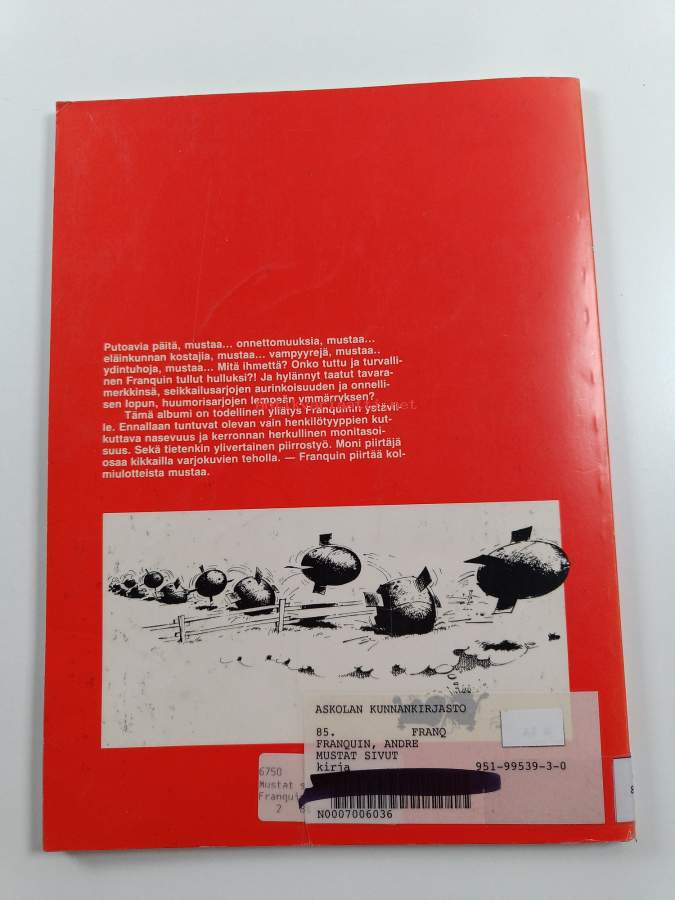 Putoavia päitä, mustaa... onnettomuuksia, mustaa...
eläinkunnan kostajia, mustaa... vampyyrejä, mustaa..
ydintuhoja, mustaa... Mitä ihmettä? Onko tuttu ja turvalli-
nen Franquin tullut hulluksi?! Ja hylännyt taatut tavara-
merkkinsä, seikkailusarjojen aurinkoisuuden ja onnelli-
sen lopun, huumorisarjojen lempeän ymmärryksen?
Tämä albumi on todellinen yllätys Franquinin ystävil-
le. Ennallaan tuntuvat olevan vain henkilötyyppien kut-
kuttava nasevuus ja kerronnan herkullinen monitasoi-
suus. Sekä tietenkin ylivertainen piirrostyö. Moni piirtäjä
osaa kikkailla varjokuvien teholla. — Franquin piirtää kol-
miulotteista mustaa.
ASKOLAN KUNNANKIRJASTO
85. FRANQ
FRANQUIN, ANDRE
MUSTAT SIVUT
kirja 951-99539-3-0
N0007006036
6750
Mustat s
Franqui
2
8